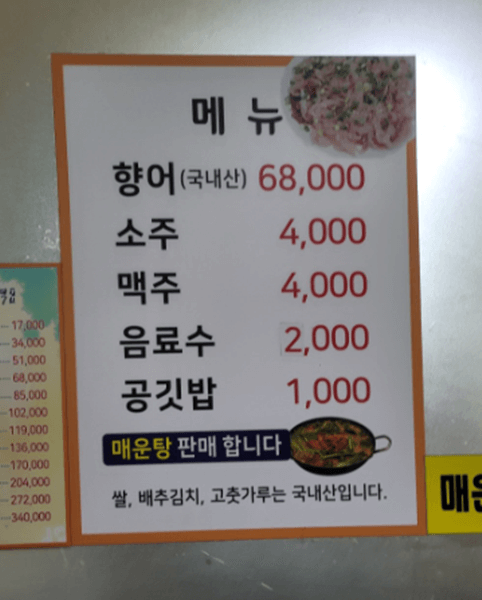 메뉴
향어(국내산) 68,000
소주 4,000
맥주 4,000
음료수 2,000
공깃밥 1,000
매운탕 판매 합니다
쌀, 배추김치, 고춧가루는 국내산입니다.
17,000
34,000
51,000
68,000
85,000
102,000
119,000
136,000
170,000
204,000
272,000
340,000
매운